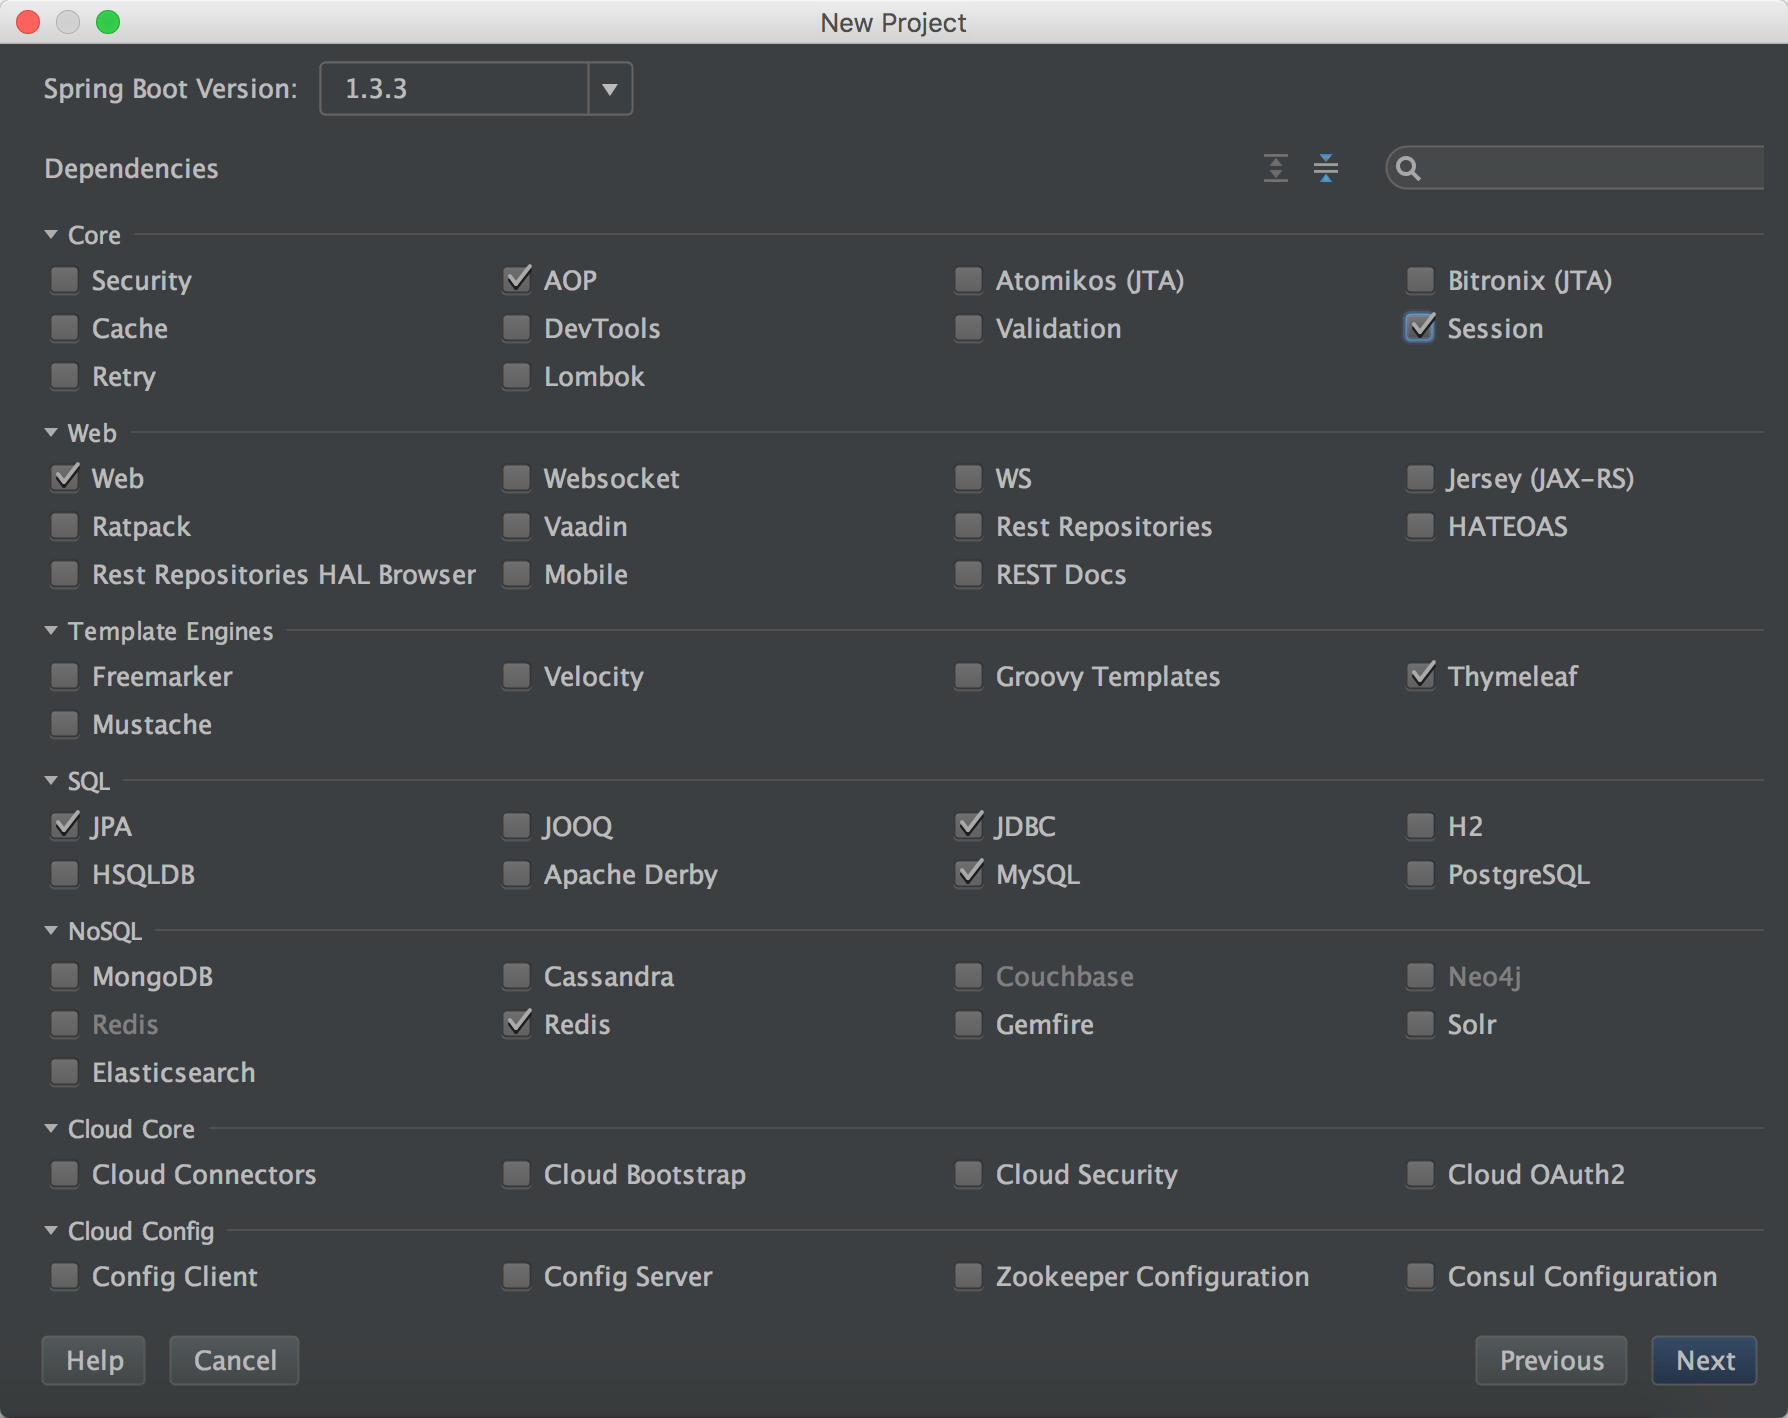 New Project
Spring Boot Version: 1.3.3
Dependencies
Core
Security AOP Atomikos (JTA) Bitronix (JTA)
Cache DevTools Validation Session
Retry Lombok
Web
Web Websocket WS Jersey (JAX-RS)
Ratpack Vaadin Rest Repositories HATEOAS
Rest Repositories HAL Browser Mobile REST Docs
Template Engines
Freemarker Velocity Groovy Templates Thymeleaf
Mustache
SQL
JPA JOOQ JDBC H2
HSQLDB Apache Derby MySQL PostgreSQL
NoSQL
MongoDB Cassandra Couchbase Neo4j
Redis Redis Gemfire Solr
Elasticsearch
Cloud Core
Cloud Connectors Cloud Bootstrap Cloud Security Cloud OAuth2
Cloud Config
Config Client Config Server Zookeeper Configuration Consul Configuration
Help Cancel Previous Next